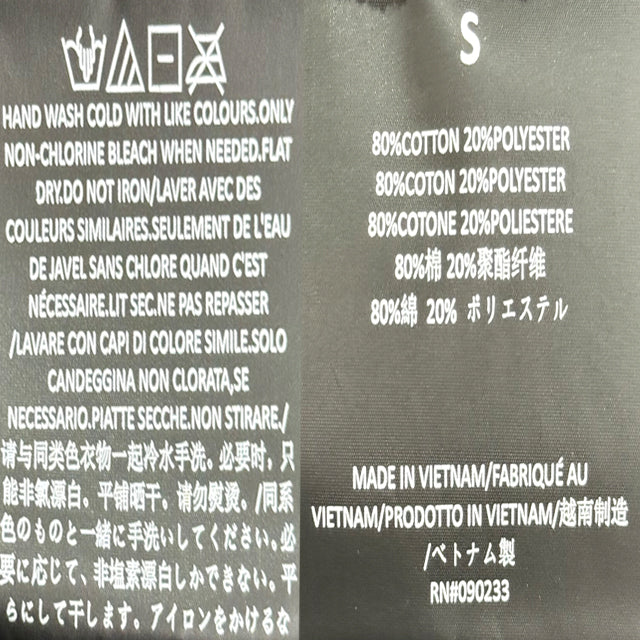 HAND WASH COLD WITH LIKE COLOURS.ONLY
NON-CHLORINE BLEACH WHEN NEEDED.FLAT
DRY.DO NOT IRON/LAVER AVEC DES
COULEURS SIMILAIRES.SEULEMENT DE L'EAU
DE JAVEL SANS CHLORE QUAND C'EST
NÉCESSAIRE.LIT SEC.NE PAS REPASSER
/LAVARE CON CAPI DI COLORE SIMILE.SOLO
CANDEGGINA NON CLORATA,SE
NECESSARIO.PIATTE SECCHE.NON STIRARE./
请与同类色衣物一起冷水手洗。必要时,只
能非氯漂白。平铺晒干。请勿熨烫。/同系
色のものと一緒に手洗いしてください。必
要に応じて、非塩素漂白しかできない。平
らにして干します。アイロンをかけるな
S
80%COTTON 20%POLYESTER
80%COTON 20%POLYESTER
80%COTONE 20%POLIESTERE
80%棉 20%聚酯纤维
80%綿 20% ポリエステル
MADE IN VIETNAM/FABRIQUÉ AU
VIETNAM/PRODOTTO IN VIETNAM/越南制造
/ベトナム製
RN#090233